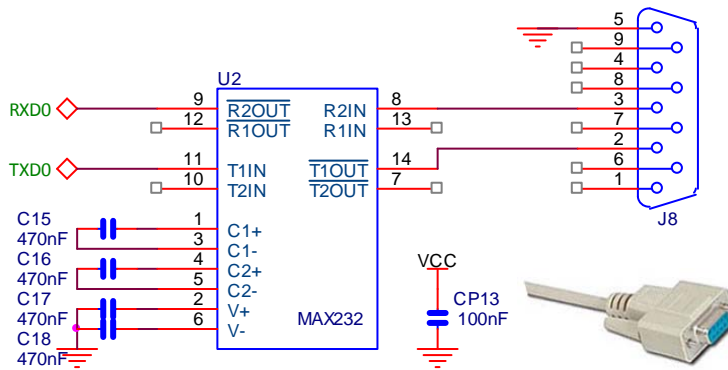 U2
RXD0
9
R2OUT
R2IN
8
12
R1OUT
R1IN
13
TXD0
11
T1IN
T1OUT
14
10
T2IN
T2OUT
7
C15
470nF
1
C1+
3
C1-
C16
470nF
4
C2+
5
C2-
C17
470nF
2
V+
C18
470nF
6
V-
MAX232
VCC
CP13
100nF
5
9
4
8
3
7
2
6
1
J8